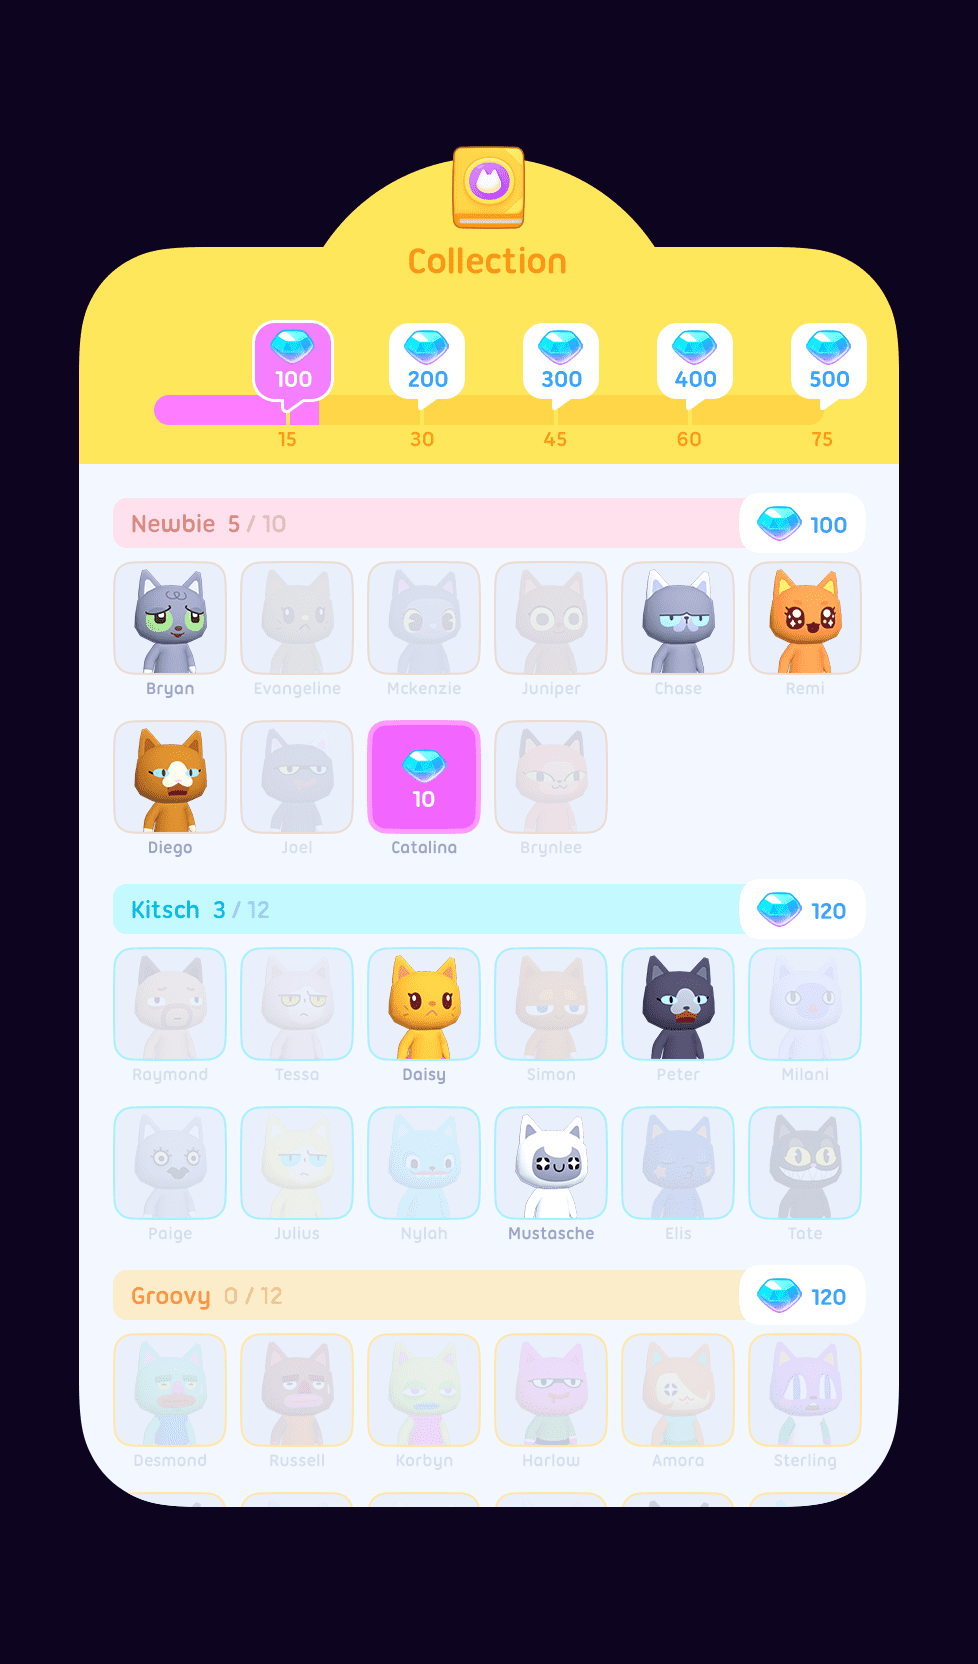 Collection
100 200 300 400 500
15 30 45 60 75
Newbie 5 / 10 100
Bryan Evangeline Mckenzie Juniper Chase Remi
10
Diego Joel Catalina Brynlee
Kitsch 3 / 12 120
Raymond Tessa Daisy Simon Peter Milani
Paige Julius Nylah Mustasche Elis Tate
Groovy 0 / 12 120
Desmond Russell Korbyn Harlow Amora Sterling